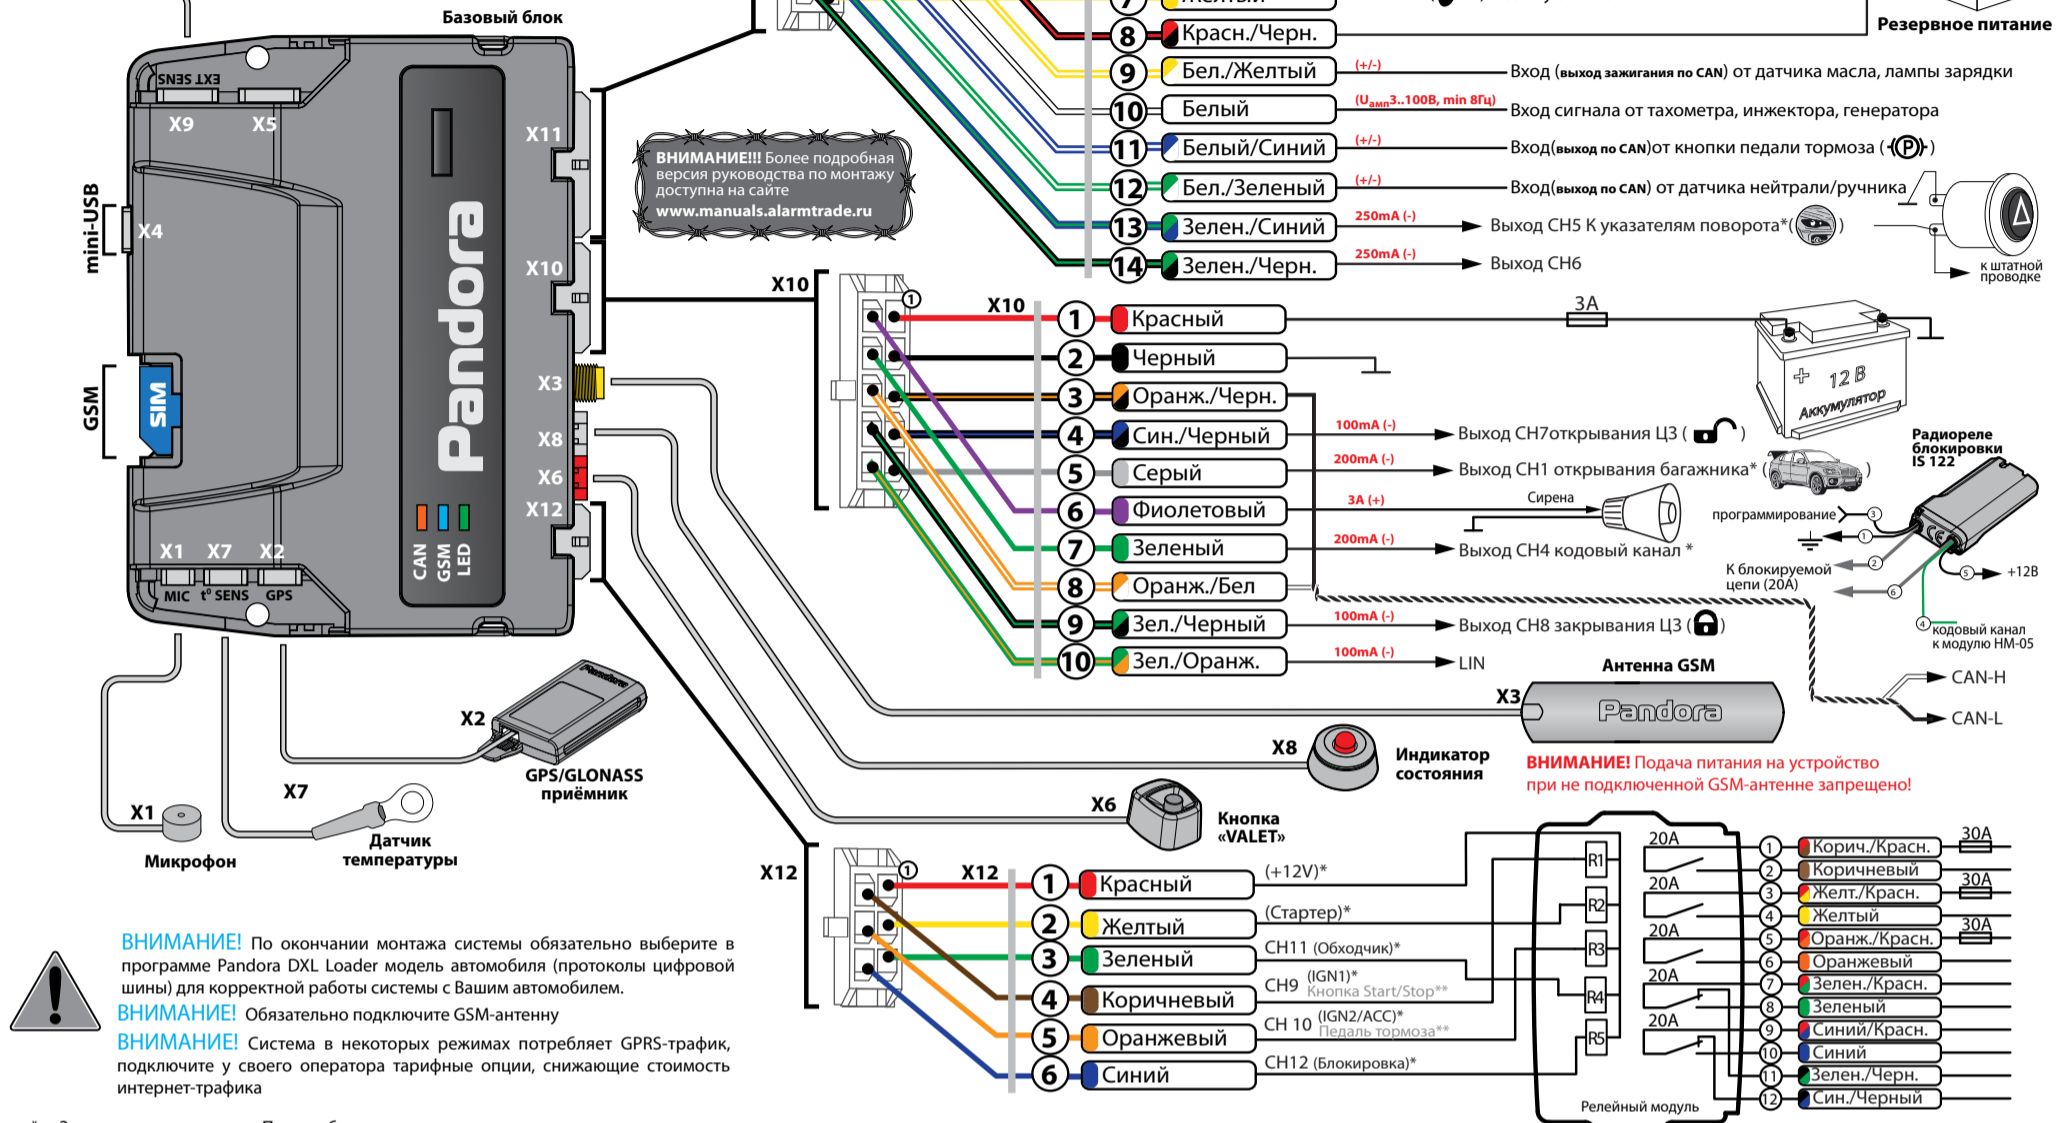 Базовый блок
EXT SENS
X9
X5
X11
mini-USB
X4
X10
GSM
SIM
X3
X8
X6
X12
Pandora
CAN
GSM
LED
X1
X7
X2
MIC
t⁰ SENS
GPS
ВНИМАНИЕ!!! Более подробная
версия руководства по монтажу
доступна на сайте
www.manuals.alarmtrade.ru
Резервное питание
8 Красн./Черн.
9 Бел./Желтый (+/-) Вход (выход зажигания по CAN) от датчика масла, лампы зарядки
10 Белый (Uамп3..100В, min 8Гц) Вход сигнала от тахометра, инжектора, генератора
11 Белый/Синий (+/-) Вход(выход по CAN)от кнопки педали тормоза (P)
12 Бел./Зеленый (+/-) Вход(выход по CAN) от датчика нейтрали/ручника
13 Зелен./Синий 250mA (-) Выход CH5 К указателям поворота*( )
14 Зелен./Черн. 250mA (-) Выход CH6
к штатной
проводке
X10
1
X10
1 Красный 3A
2 Черный
3 Оранж./Черн.
4 Син./Черный 100mA (-) Выход CH7открывания ЦЗ ( )
5 Серый 200mA (-) Выход CH1 открывания багажника* ( )
6 Фиолетовый 3A (+) Сирена
7 Зеленый 200mA (-) Выход CH4 кодовый канал *
8 Оранж./Бел
9 Зел./Черный 100mA (-) Выход CH8 закрывания ЦЗ ( )
10 Зел./Оранж. 100mA (-) LIN
+ 12 В
Аккумулятор
Радиореле
блокировки
IS 122
программирование 3
1
К блокируемой
цепи (20А)
2
6
5 +12В
4 кодовый канал
к модулю НМ-05
CAN-H
CAN-L
Антенна GSM
X3
Pandora
ВНИМАНИЕ! Подача питания на устройство
при не подключенной GSM-антенне запрещено!
X8
Индикатор
состояния
X6
Кнопка
«VALET»
X2
Pandora
GPS/GLONASS
приёмник
X7
Датчик
температуры
X1
Микрофон
X12
1
X12
1 Красный (+12V)*
2 Желтый (Стартер)*
3 Зеленый CH11 (Обходчик)*
4 Коричневый CH9 (IGN1)*
Кнопка Start/Stop**
5 Оранжевый CH 10 (IGN2/ACC)*
Педаль тормоза**
6 Синий CH12 (Блокировка)*
R1
R2
R3
R4
R5
20A
20A
20A
20A
20A
Релейный модуль
1 Корич./Красн. 30A
2 Коричневый
3 Желт./Красн. 30A
4 Желтый
5 Оранж./Красн. 30A
6 Оранжевый
7 Зелен./Красн.
8 Зеленый
9 Синий/Красн.
10 Синий
11 Зелен./Черн.
12 Син./Черный
ВНИМАНИЕ! По окончании монтажа системы обязательно выберите в
программе Pandora DXL Loader модель автомобиля (протоколы цифровой
шины) для корректной работы системы с Вашим автомобилем.
ВНИМАНИЕ! Обязательно подключите GSM-антенну
ВНИМАНИЕ! Система в некоторых режимах потребляет GPRS-трафик,
подключите у своего оператора тарифные опции, снижающие стоимость
интернет-трафика